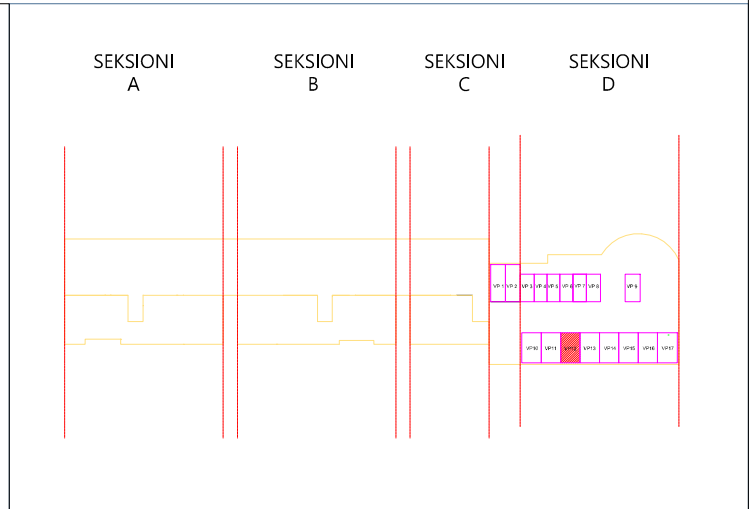 SEKSIONI
A
SEKSIONI
B
SEKSIONI
C
SEKSIONI
D
VP 1 VP 2 VP 3 VP 4 VP 5 VP 6 VP 7 VP 8 VP 9
VP10 VP11 VP12 VP13 VP14 VP15 VP16 VP17